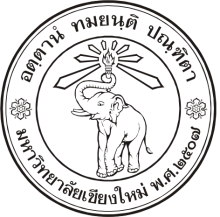 อตฺตานํ ทมยนฺติ ปณฺฑิตา
มหาวิทยาลัยเชียงใหม่ พ.ศ.๒๕๐๗